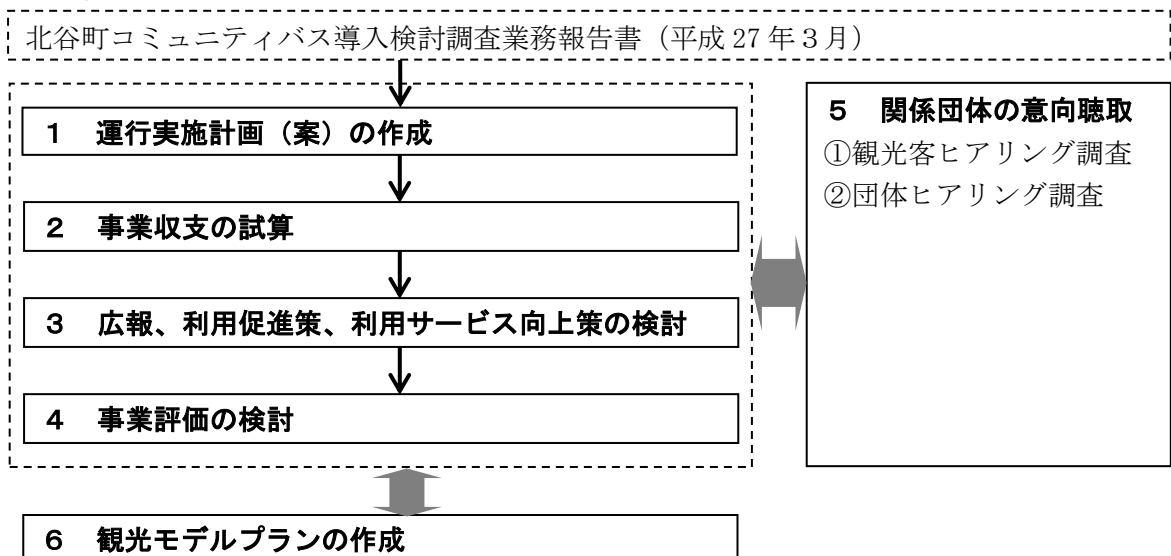 北谷町コミュニティバス導入検討調査業務報告書（平成 27 年３月）
１　運行実施計画（案）の作成
２　事業収支の試算
３　広報、利用促進策、利用サービス向上策の検討
４　事業評価の検討
５　関係団体の意向聴取
①観光客ヒアリング調査
②団体ヒアリング調査
６　観光モデルプランの作成